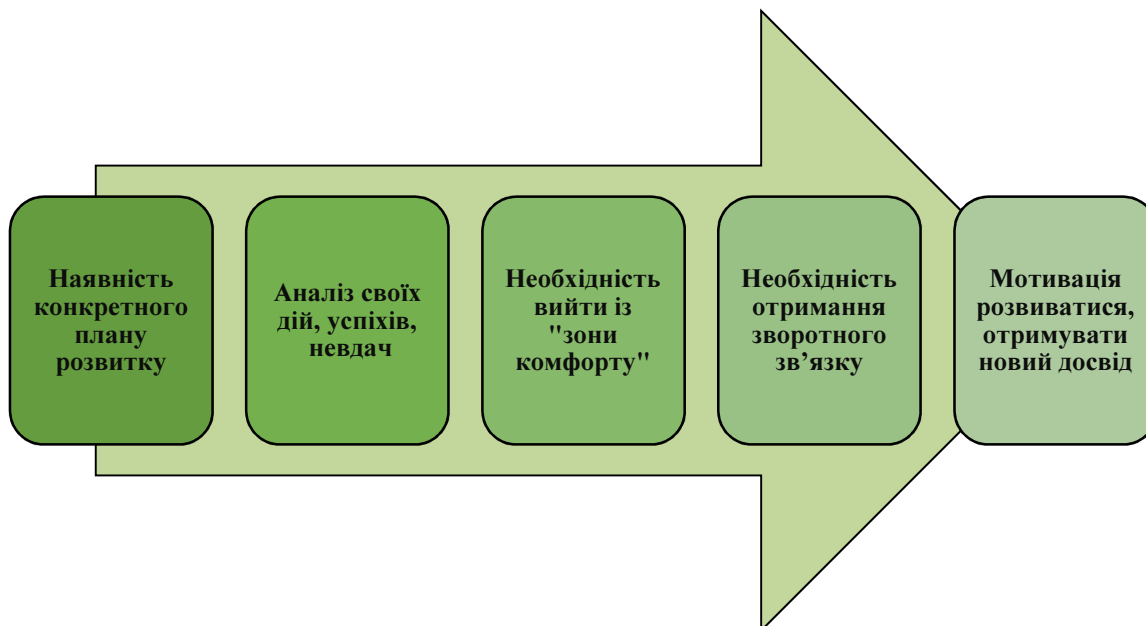 Наявність
конкретного
плану
розвитку
Аналіз своїх
дій, успіхів,
невдач
Необхідність
вийти із
"зони
комфорту"
Необхідність
отримання
зворотного
зв’язку
Мотивація
розвиватися,
отримувати
новий досвід